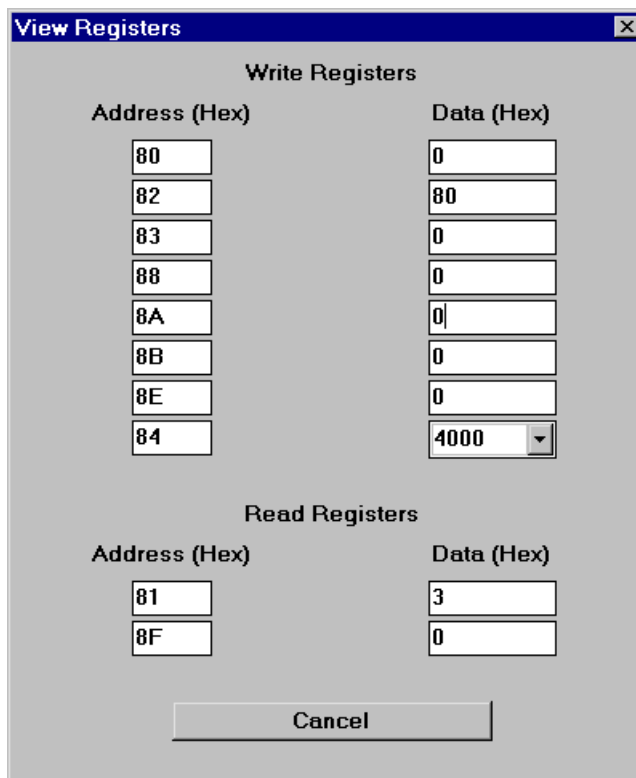 View Registers
Write Registers
Address (Hex) Data (Hex)
80 0
82 80
83 0
88 0
8A 0
8B 0
8E 0
84 4000
Read Registers
Address (Hex) Data (Hex)
81 3
8F 0
Cancel